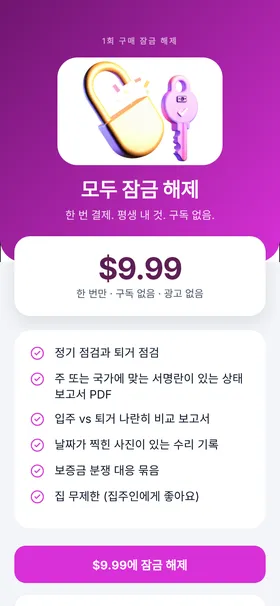 1회 구매 잠금 해제
모두 잠금 해제
한 번 결제. 평생 내 것. 구독 없음.
$9.99
한 번만 · 구독 없음 · 광고 없음
정기 점검과 퇴거 점검
주 또는 국가에 맞는 서명란이 있는 상태
보고서 PDF
입주 vs 퇴거 나란히 비교 보고서
날짜가 찍힌 사진이 있는 수리 기록
보증금 분쟁 대응 묶음
집 무제한 (집주인에게 좋아요)
$9.99에 잠금 해제